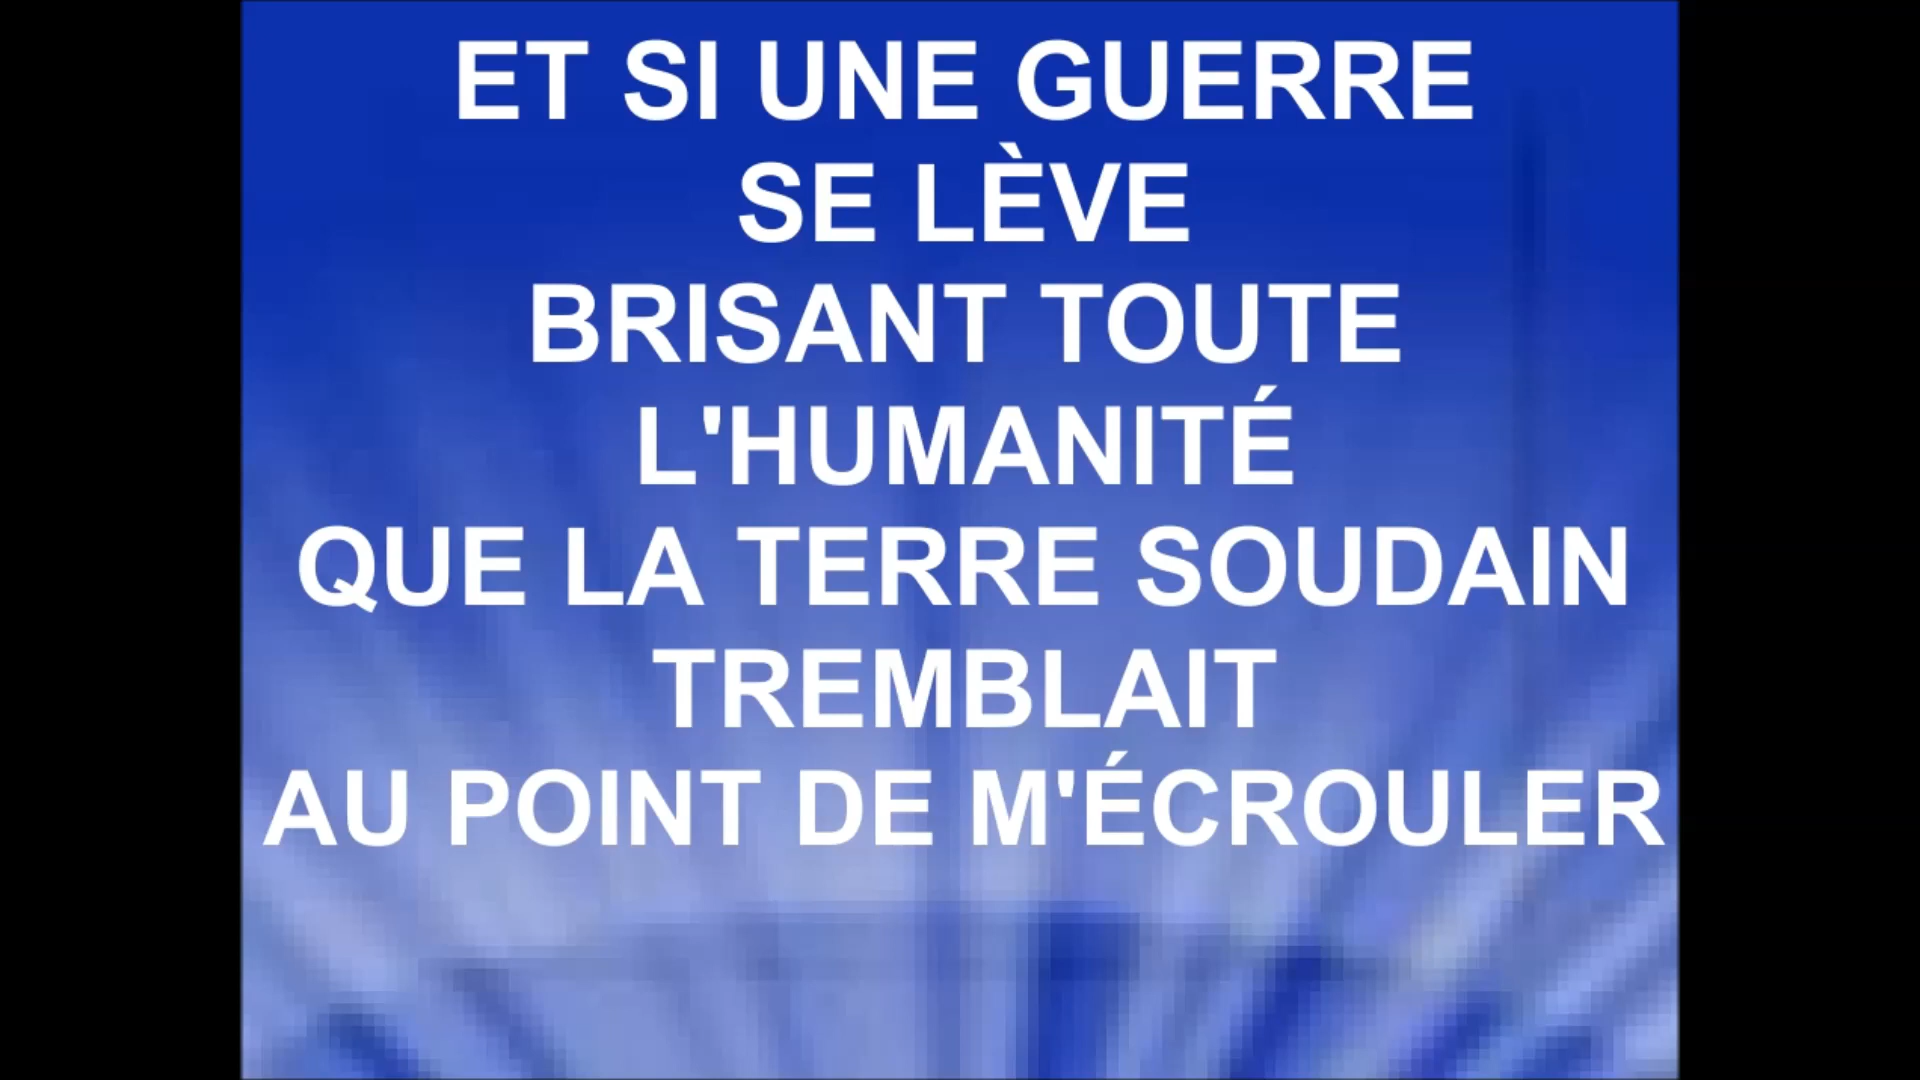 ET SI UNE GUERRE
SE LÈVE
BRISANT TOUTE
L'HUMANITÉ
QUE LA TERRE SOUDAIN
TREMBLAIT
AU POINT DE M'ÉCROULER